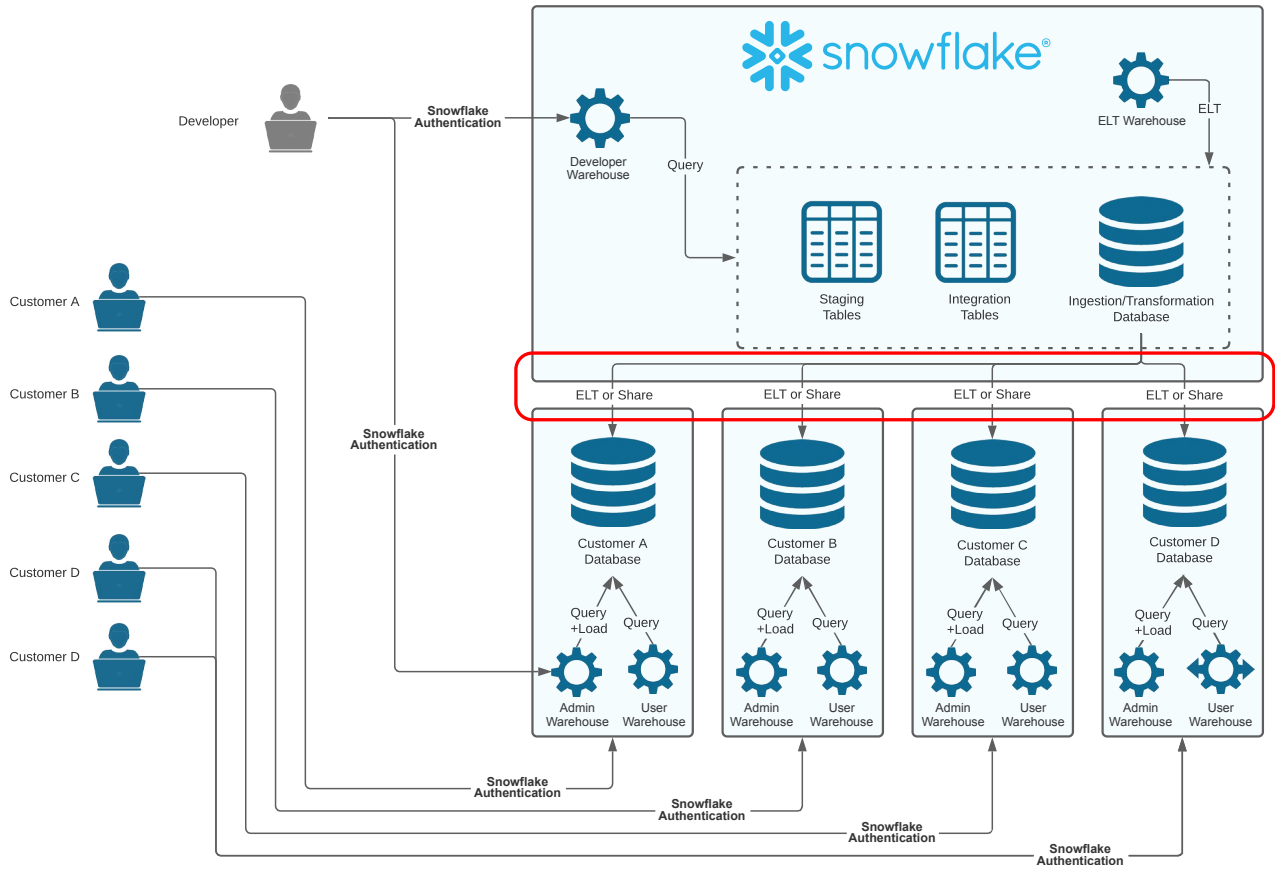 snowflake®
Developer
Snowflake
Authentication
Developer
Warehouse
Query
ELT Warehouse
ELT
Staging
Tables
Integration
Tables
Ingestion/Transformation
Database
Customer A
Customer B
Customer C
Customer D
Customer D
Snowflake
Authentication
ELT or Share
ELT or Share
ELT or Share
ELT or Share
Customer A
Database
Query
+Load
Query
Admin
Warehouse
User
Warehouse
Customer B
Database
Query
+Load
Query
Admin
Warehouse
User
Warehouse
Customer C
Database
Query
+Load
Query
Admin
Warehouse
User
Warehouse
Customer D
Database
Query
+Load
Query
Admin
Warehouse
User
Warehouse
Snowflake
Authentication
Snowflake
Authentication
Snowflake
Authentication
Snowflake
Authentication